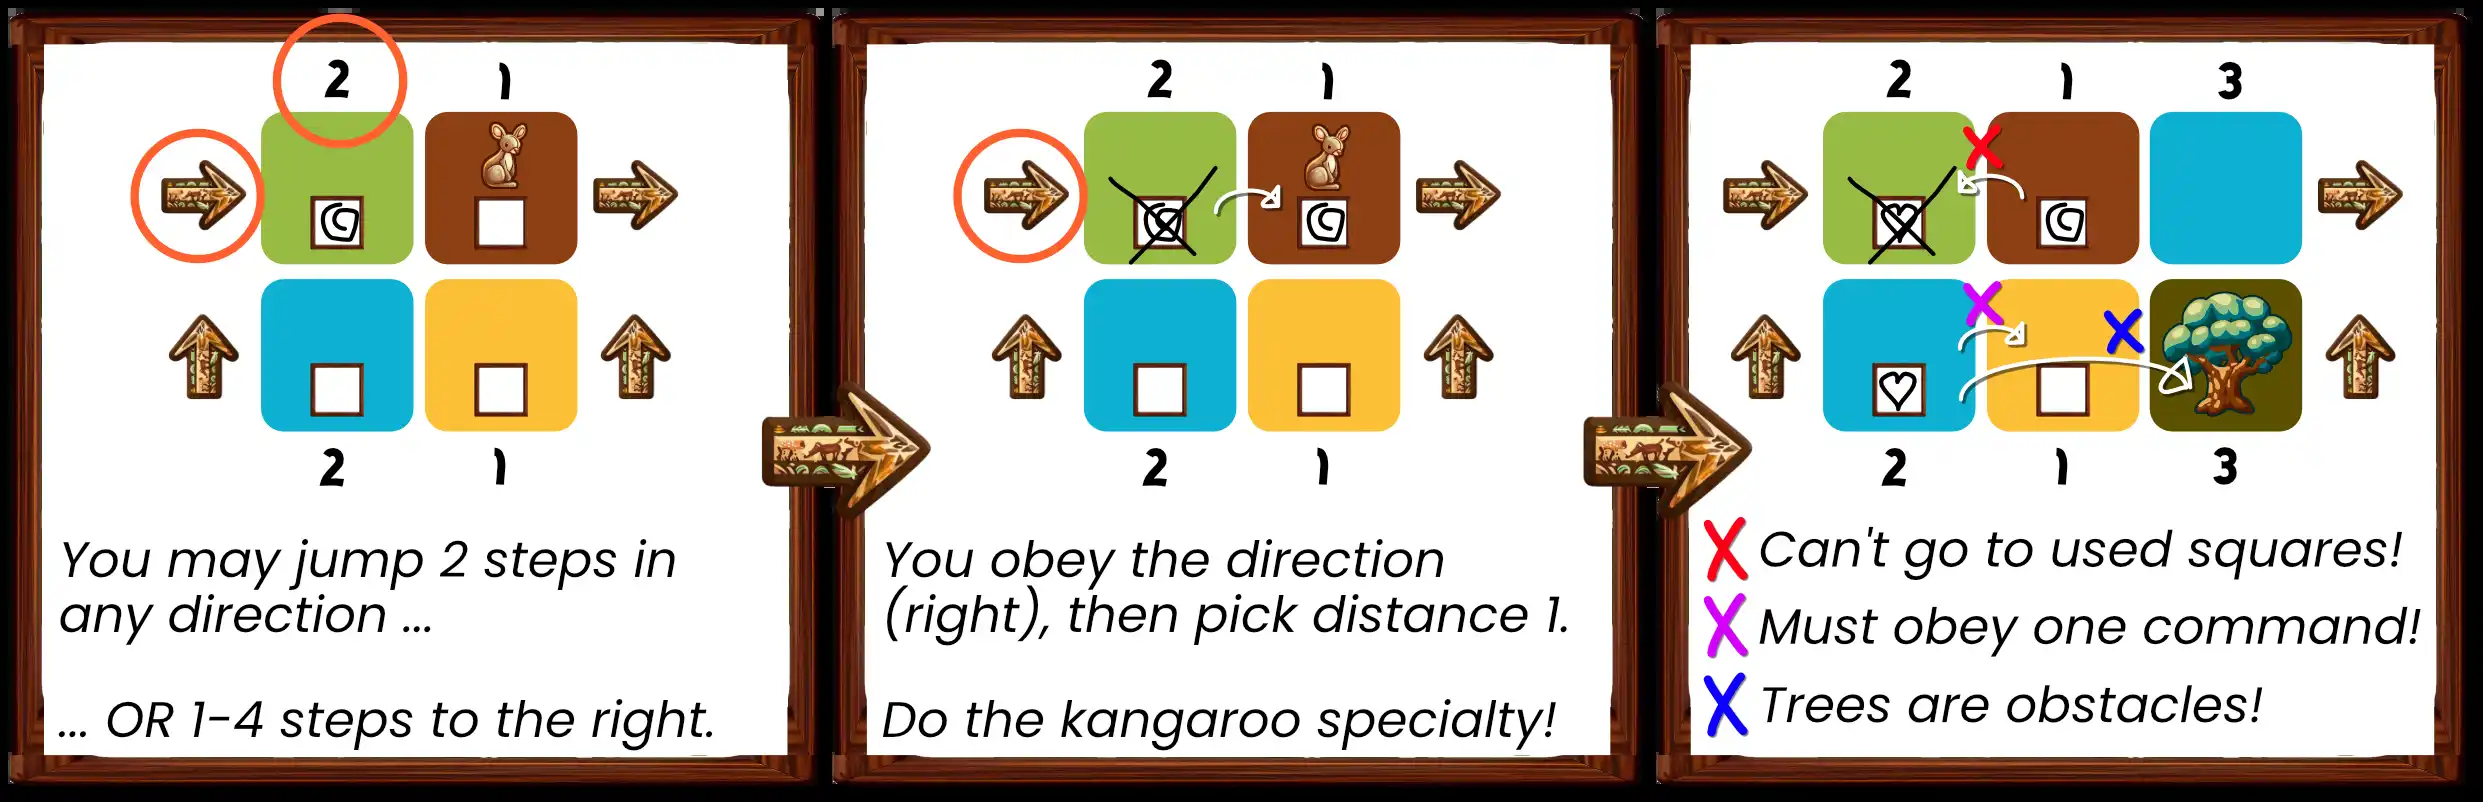 2 1
2 1
You may jump 2 steps in
any direction ...
... OR 1-4 steps to the right.
2 1
2 1
You obey the direction
(right), then pick distance 1.
Do the kangaroo specialty!
2 1 3
2 1 3
X Can't go to used squares!
X Must obey one command!
X Trees are obstacles!